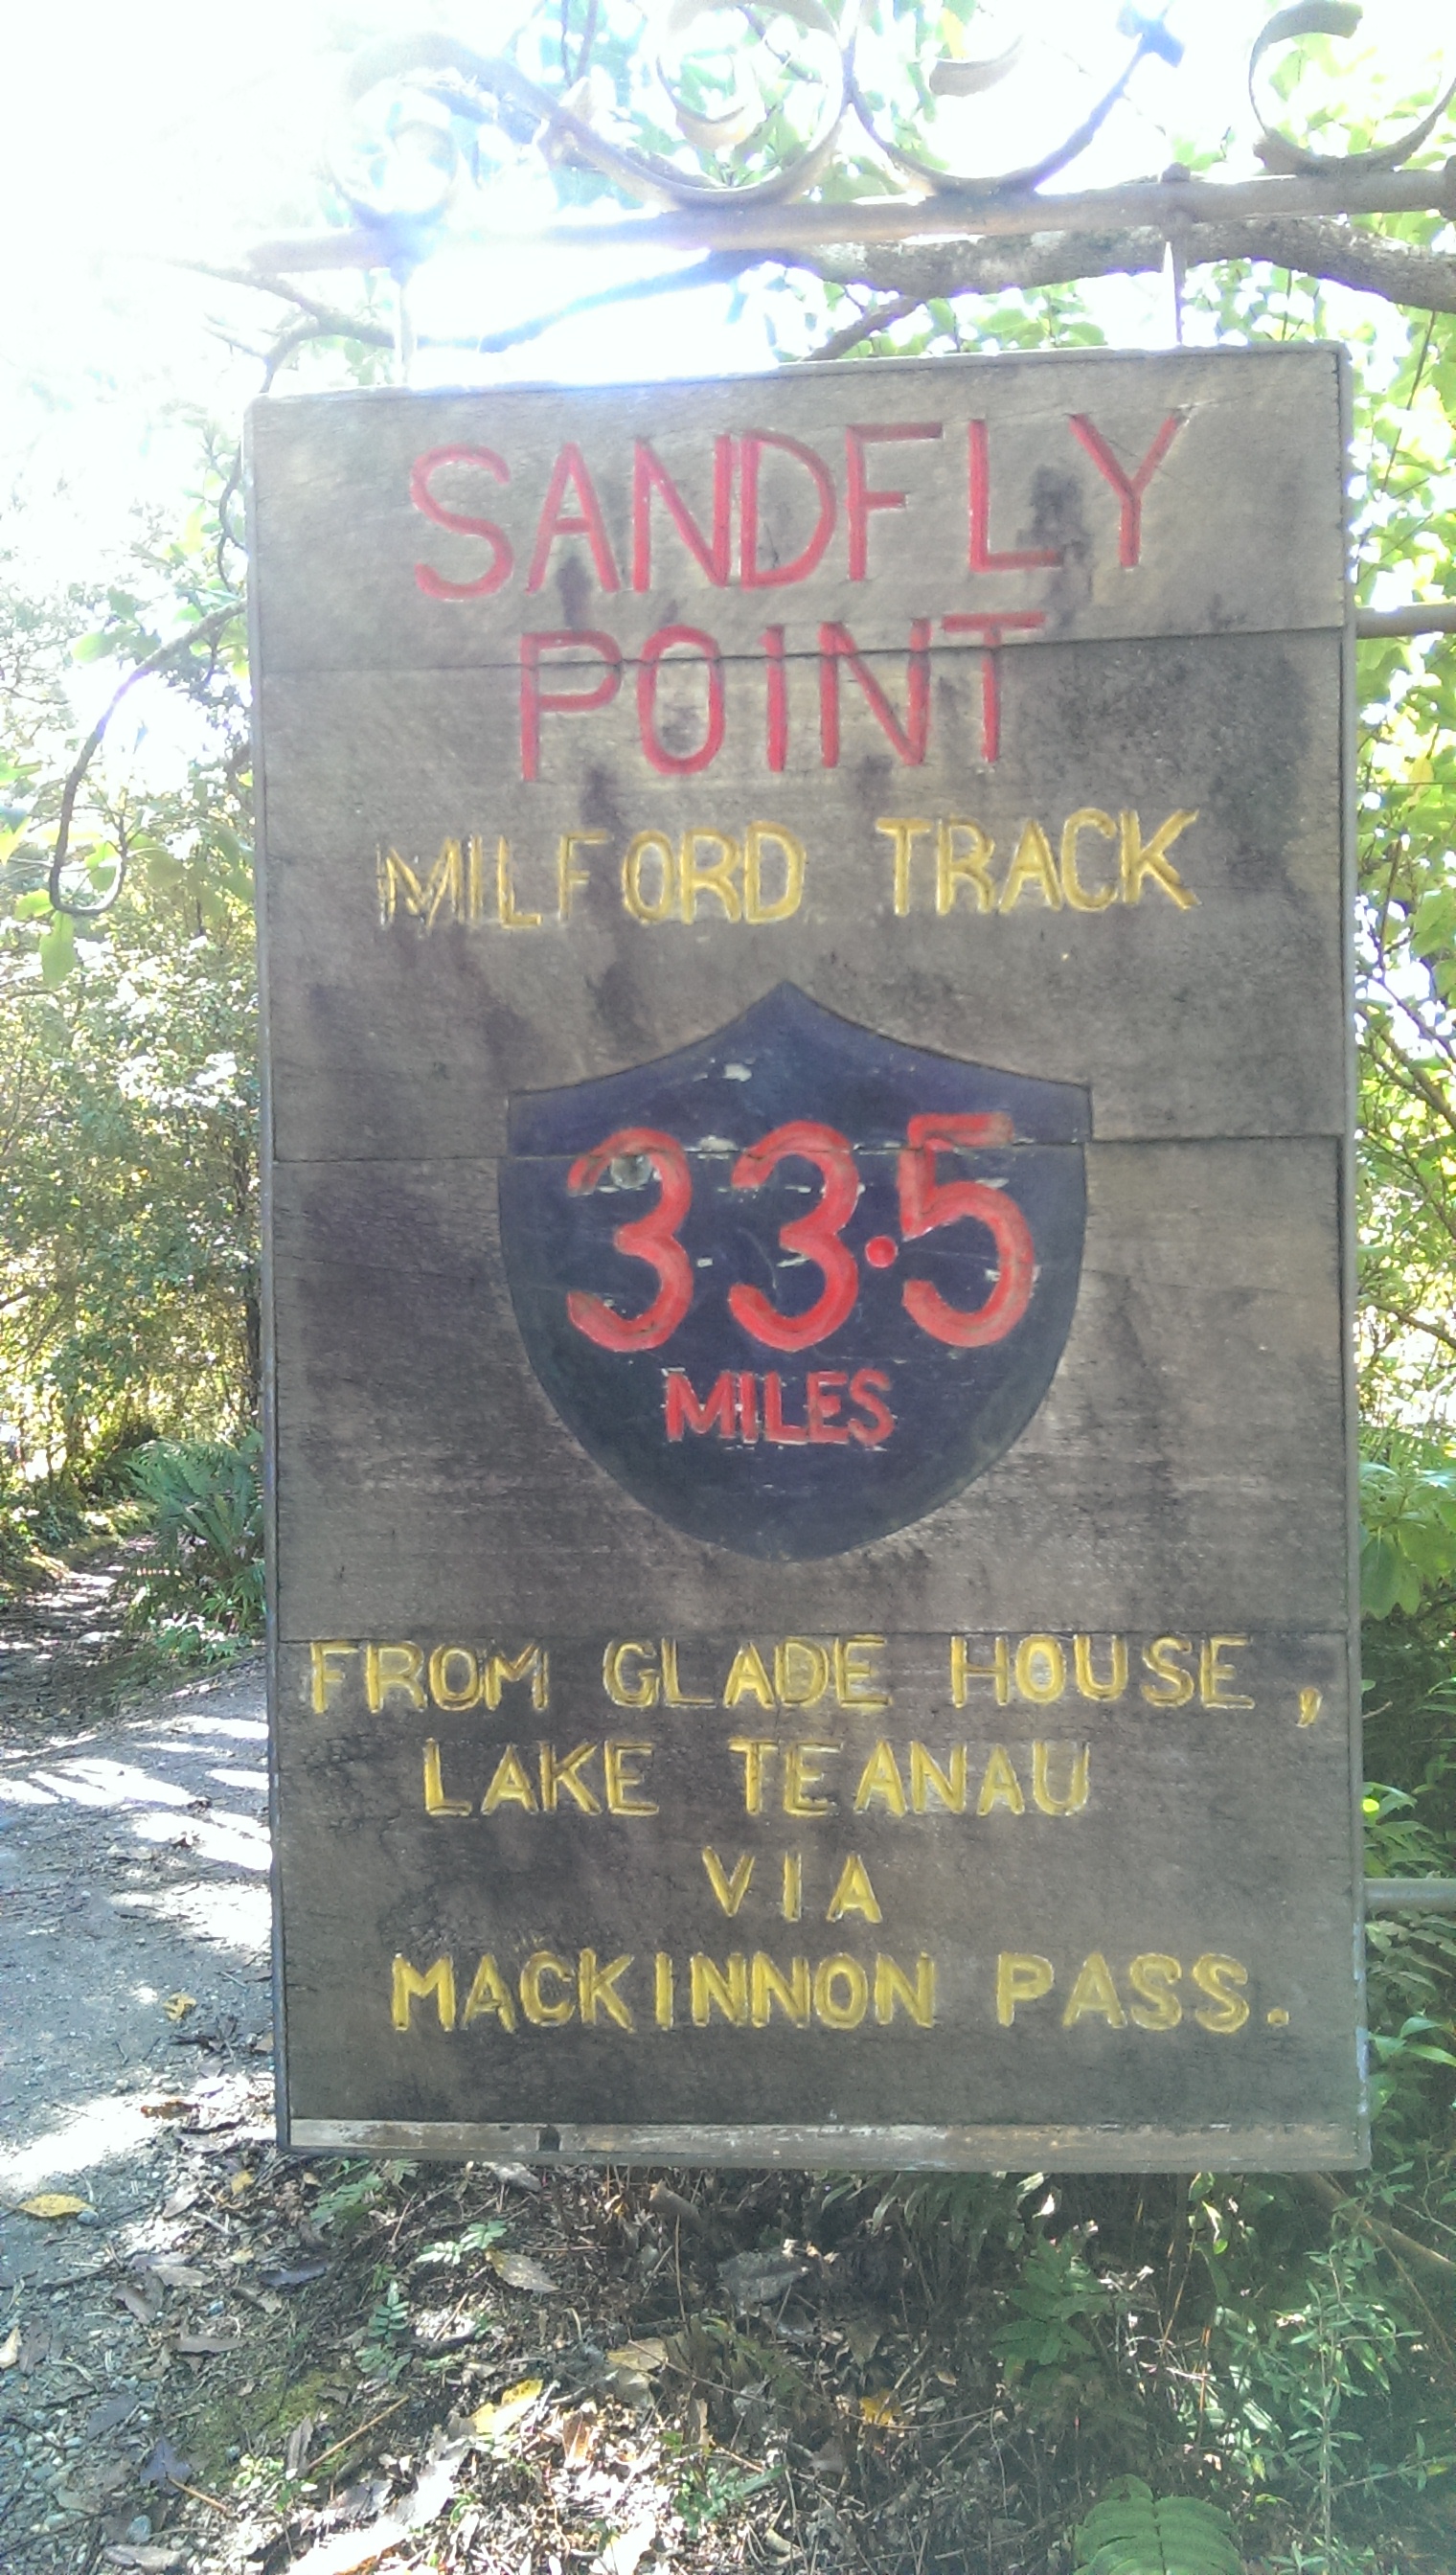 SANDFLY
POINT
MILFORD TRACK
33·5
MILES
FROM GLADE HOUSE,
LAKE TEANAU
VIA
MACKINNON PASS.